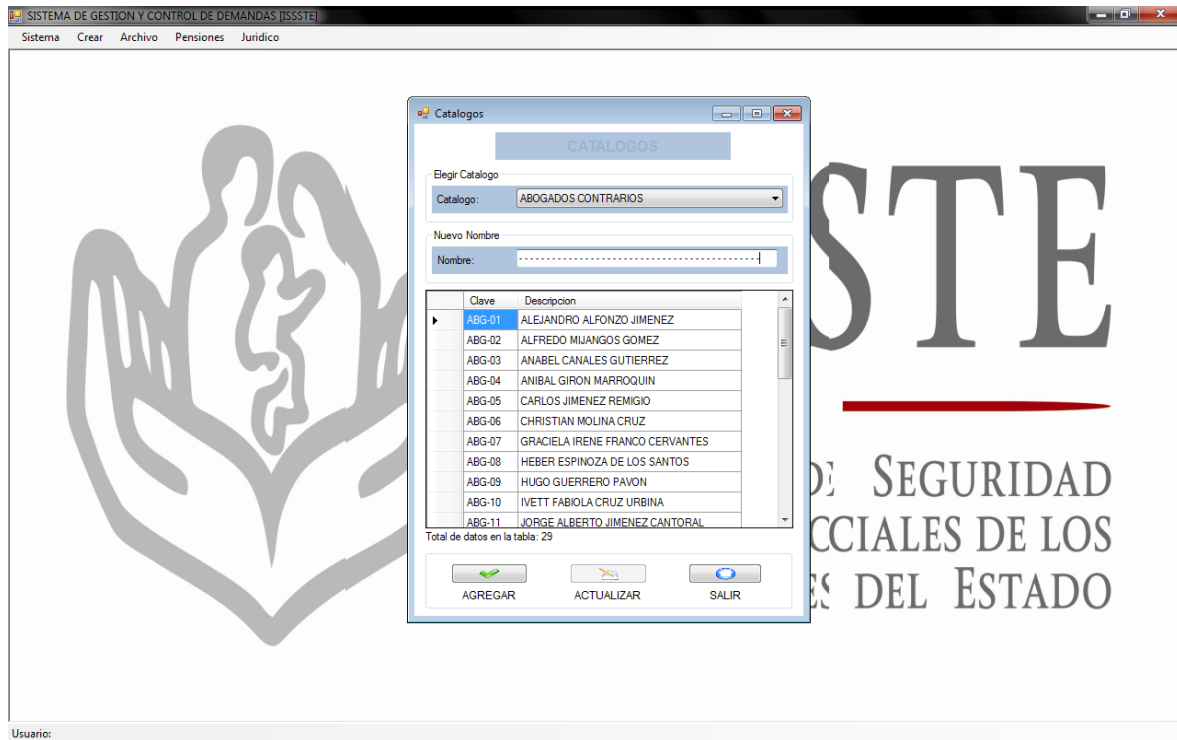 SISTEMA DE GESTION Y CONTROL DE DEMANDAS [ISSSTE]
Sistema Crear Archivo Pensiones Juridico
Catalogos
CATALOGOS
Elegir Catalogo
Catalogo: ABOGADOS CONTRARIOS
Nuevo Nombre
Nombre: --------------------------------------------
Clave Descripcion
ABG-01 ALEJANDRO ALFONZO JIMENEZ
ABG-02 ALFREDO MIJANGOS GOMEZ
ABG-03 ANABEL CANALES GUTIERREZ
ABG-04 ANIBAL GIRON MARROQUIN
ABG-05 CARLOS JIMENEZ REMIGIO
ABG-06 CHRISTIAN MOLINA CRUZ
ABG-07 GRACIELA IRENE FRANCO CERVANTES
ABG-08 HEBER ESPINOZA DE LOS SANTOS
ABG-09 HUGO GUERRERO PAVON
ABG-10 IVETT FABIOLA CRUZ URBINA
ABG-11 JORGE ALBERTO JIMENEZ CANTORAL
Total de datos en la tabla: 29
AGREGAR ACTUALIZAR SALIR
STE
SEGURIDAD
CIALES DE LOS
DEL ESTADO
Usuario: